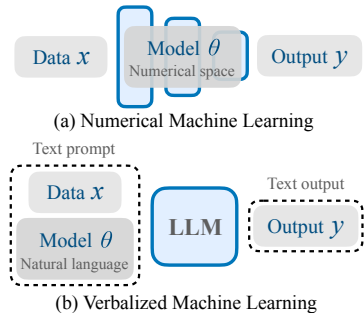 Data x
Model θ
Numerical space
Output y
(a) Numerical Machine Learning
Text prompt
Data x
Model θ
Natural language
LLM
Text output
Output y
(b) Verbalized Machine Learning